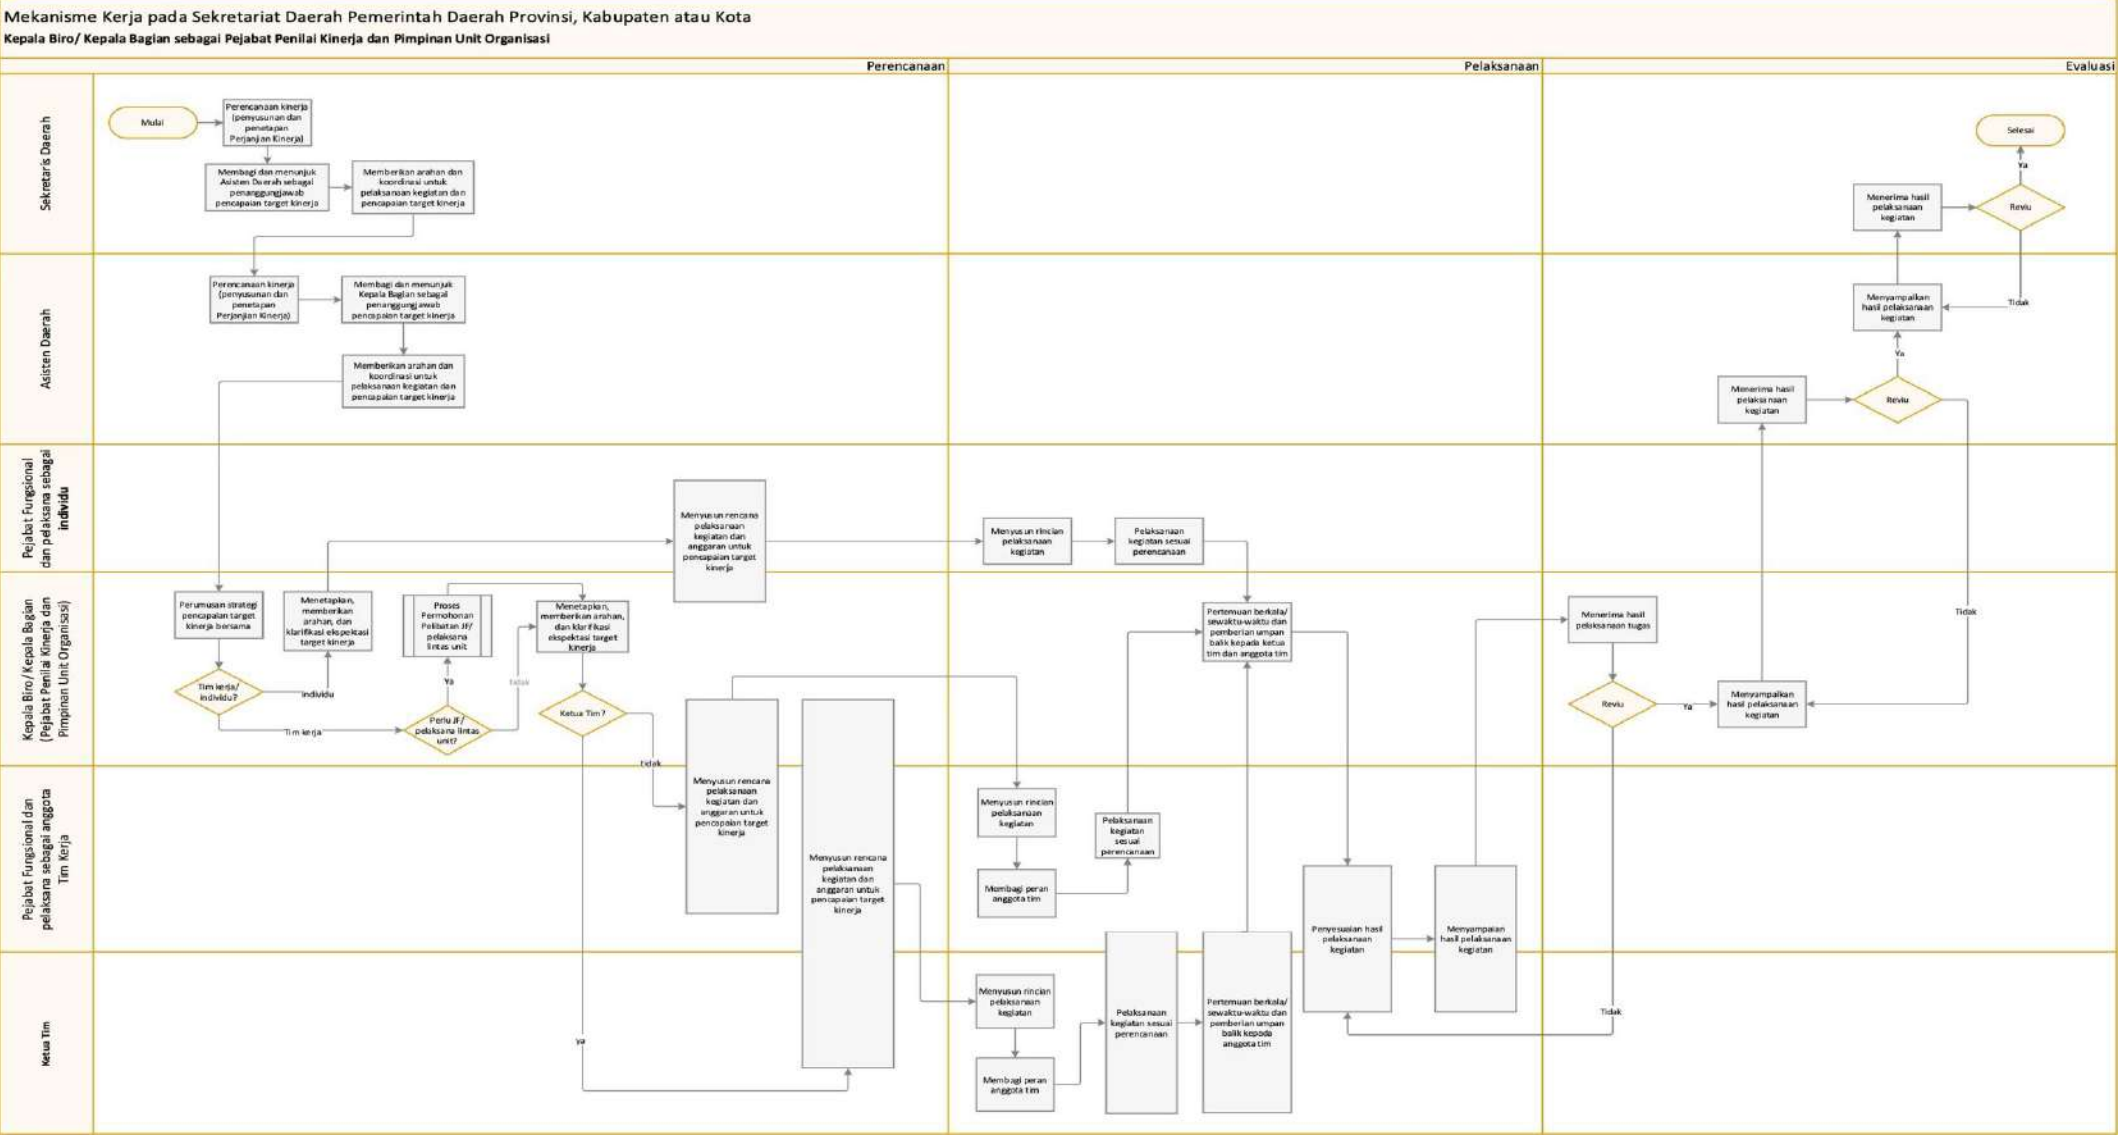 Mekanisme Kerja pada Sekretariat Daerah Pemerintah Daerah Provinsi, Kabupaten atau Kota
Kepala Biro/ Kepala Bagian sebagai Pejabat Penilai Kinerja dan Pimpinan Unit Organisasi
Perencanaan
Pelaksanaan
Evaluasi
Sekretaris Daerah
Mulai
Perencanaan kinerja
(penyusunan dan
penetapan
Perjanjian Kinerja)
Membagi dan menunjuk
Asisten Daerah sebagai
penanggungjawab
pencapaian target kinerja
Memberikan arahan dan
koordinasi untuk
pelaksanaan kegiatan dan
pencapaian target kinerja
Selesai
Ya
Menerima hasil
pelaksanaan
kegiatan
Reviu
Asisten Daerah
Perencanaan kinerja
(penyusunan dan
penetapan
Perjanjian Kinerja)
Membagi dan menunjuk
Kepala Bagian sebagai
penanggungjawab
pencapaian target kinerja
Memberikan arahan dan
koordinasi untuk
pelaksanaan kegiatan dan
pencapaian target kinerja
Menyampaikan
hasil pelaksanaan
kegiatan
Tidak
Ya
Menerima hasil
pelaksanaan
kegiatan
Reviu
Pejabat Fungsional
dan pelaksana sebagai
individu
Menyusun rencana
pelaksanaan
kegiatan dan
anggaran untuk
pencapaian target
kinerja
Menyusun rincian
pelaksanaan
kegiatan
Pelaksanaan
kegiatan sesuai
perencanaan
Kepala Biro/ Kepala Bagian
(Pejabat Penilai Kinerja dan
Pimpinan Unit Organisasi)
Perumusan strategi
pencapaian target
kinerja bersama
Menetapkan,
memberikan
arahan, dan
klarifikasi ekspektasi
target kinerja
Proses
Permohonan
Pelibatan JF/
pelaksana
lintas unit
Menetapkan,
memberikan arahan,
dan klarifikasi
ekspektasi target
kinerja
Tim kerja/
individu?
individu
Tim kerja
Ya
Perlu JF/
pelaksana lintas
unit?
tidak
Ketua Tim?
tidak
Pertemuan berkala/
sewaktu-waktu dan
pemberian umpan
balik kepada ketua
tim dan anggota tim
Menerima hasil
pelaksanaan tugas
Reviu
Ya
Menyampaikan
hasil pelaksanaan
kegiatan
Tidak
Pejabat Fungsional dan
pelaksana sebagai anggota
Tim Kerja
Menyusun rencana
pelaksanaan
kegiatan dan
anggaran untuk
pencapaian target
kinerja
Menyusun rencana
pelaksanaan
kegiatan dan
anggaran untuk
pencapaian target
kinerja
Menyusun rincian
pelaksanaan
kegiatan
Membagi peran
anggota tim
Pelaksanaan
kegiatan
sesuai
perencanaan
Penyesuaian hasil
pelaksanaan
kegiatan
Menyampaian
hasil pelaksanaan
kegiatan
Ketua Tim
ya
Menyusun rincian
pelaksanaan
kegiatan
Membagi peran
anggota tim
Pelaksanaan
kegiatan sesuai
perencanaan
Pertemuan berkala/
sewaktu-waktu dan
pemberian umpan
balik kepada
anggota tim
Tidak